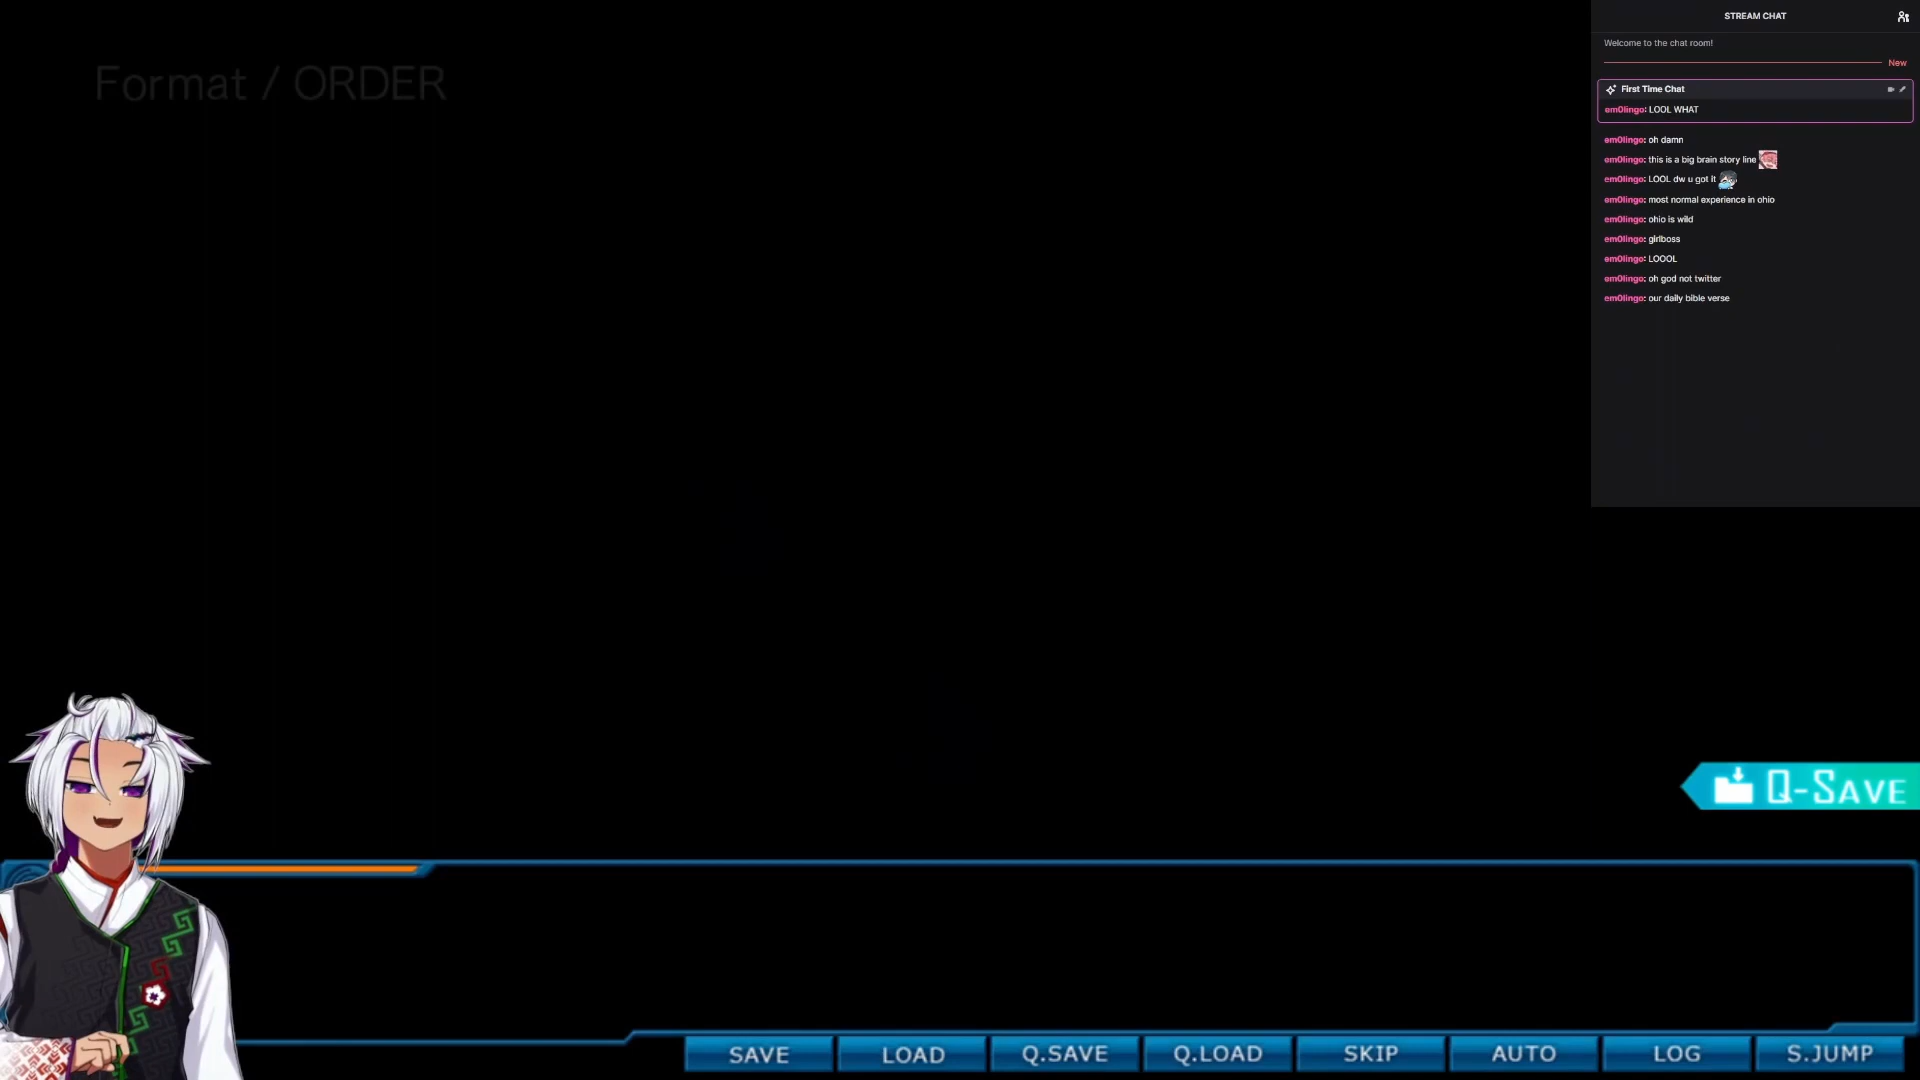 Format / ORDER
STREAM CHAT
Welcome to the chat room!
New
First Time Chat
em0lingo: LOOL WHAT
em0lingo: oh damn
em0lingo: this is a big brain story line
em0lingo: LOOL dw u got it
em0lingo: most normal experience in ohio
em0lingo: ohio is wild
em0lingo: girlboss
em0lingo: LOOOL
em0lingo: oh god not twitter
em0lingo: our daily bible verse
Q-SAVE
SAVE
LOAD
Q.SAVE
Q.LOAD
SKIP
AUTO
LOG
S.JUMP